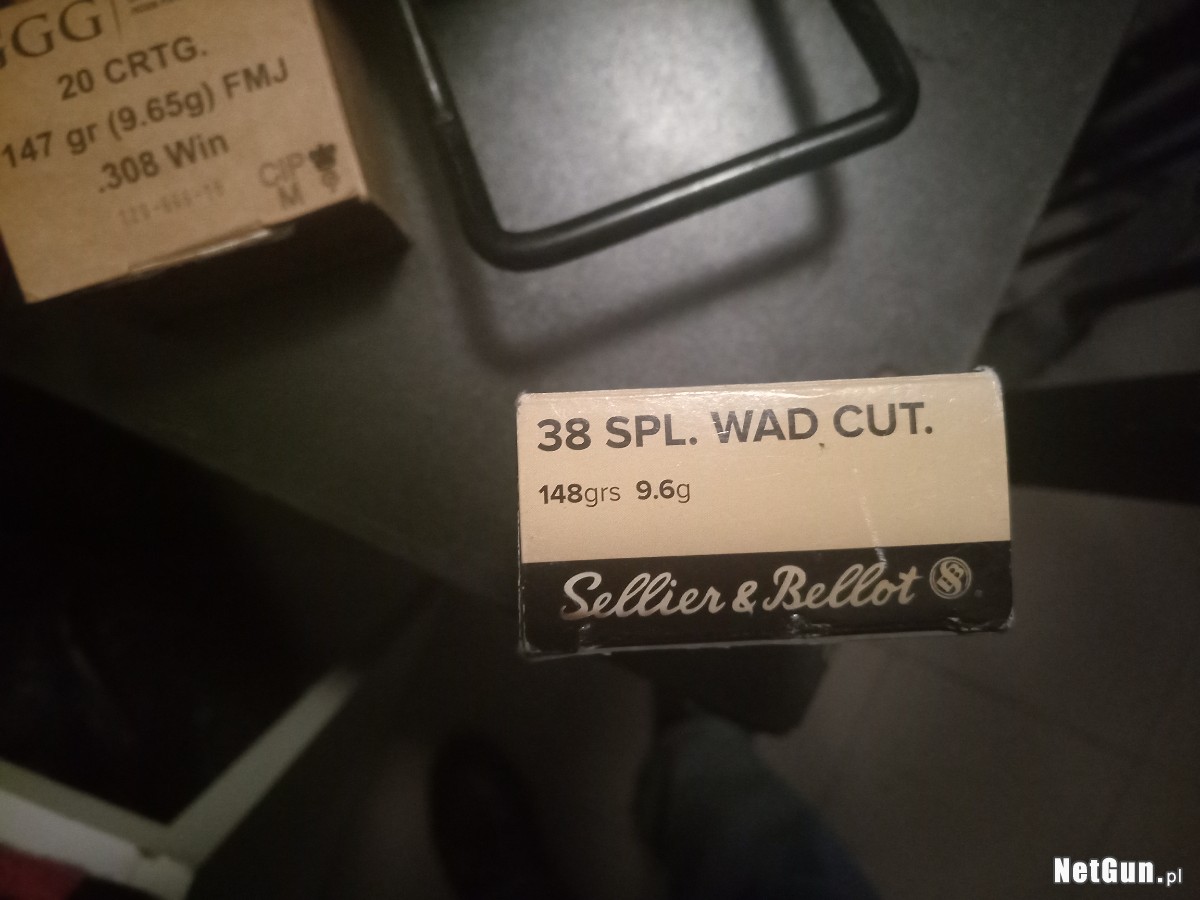 GGG
20 CRTG.
147 gr (9.65g) FMJ
.308 Win
CIP
M
38 SPL. WAD CUT.
148grs 9.6g
Sellier & Bellot
NetGun.pl